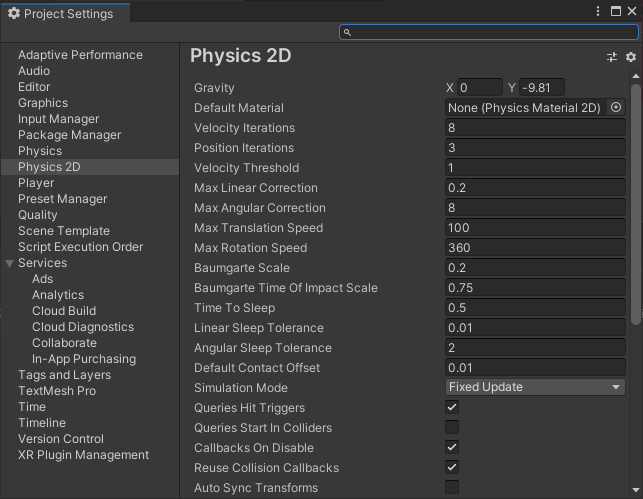 Project Settings
Adaptive Performance
Audio
Editor
Graphics
Input Manager
Package Manager
Physics
Physics 2D
Player
Preset Manager
Quality
Scene Template
Script Execution Order
Services
Ads
Analytics
Cloud Build
Cloud Diagnostics
Collaborate
In-App Purchasing
Tags and Layers
TextMesh Pro
Time
Timeline
Version Control
XR Plugin Management
Physics 2D
Gravity X 0 Y -9.81
Default Material None (Physics Material 2D)
Velocity Iterations 8
Position Iterations 3
Velocity Threshold 1
Max Linear Correction 0.2
Max Angular Correction 8
Max Translation Speed 100
Max Rotation Speed 360
Baumgarte Scale 0.2
Baumgarte Time Of Impact Scale 0.75
Time To Sleep 0.5
Linear Sleep Tolerance 0.01
Angular Sleep Tolerance 2
Default Contact Offset 0.01
Simulation Mode Fixed Update
Queries Hit Triggers
Queries Start In Colliders
Callbacks On Disable
Reuse Collision Callbacks
Auto Sync Transforms